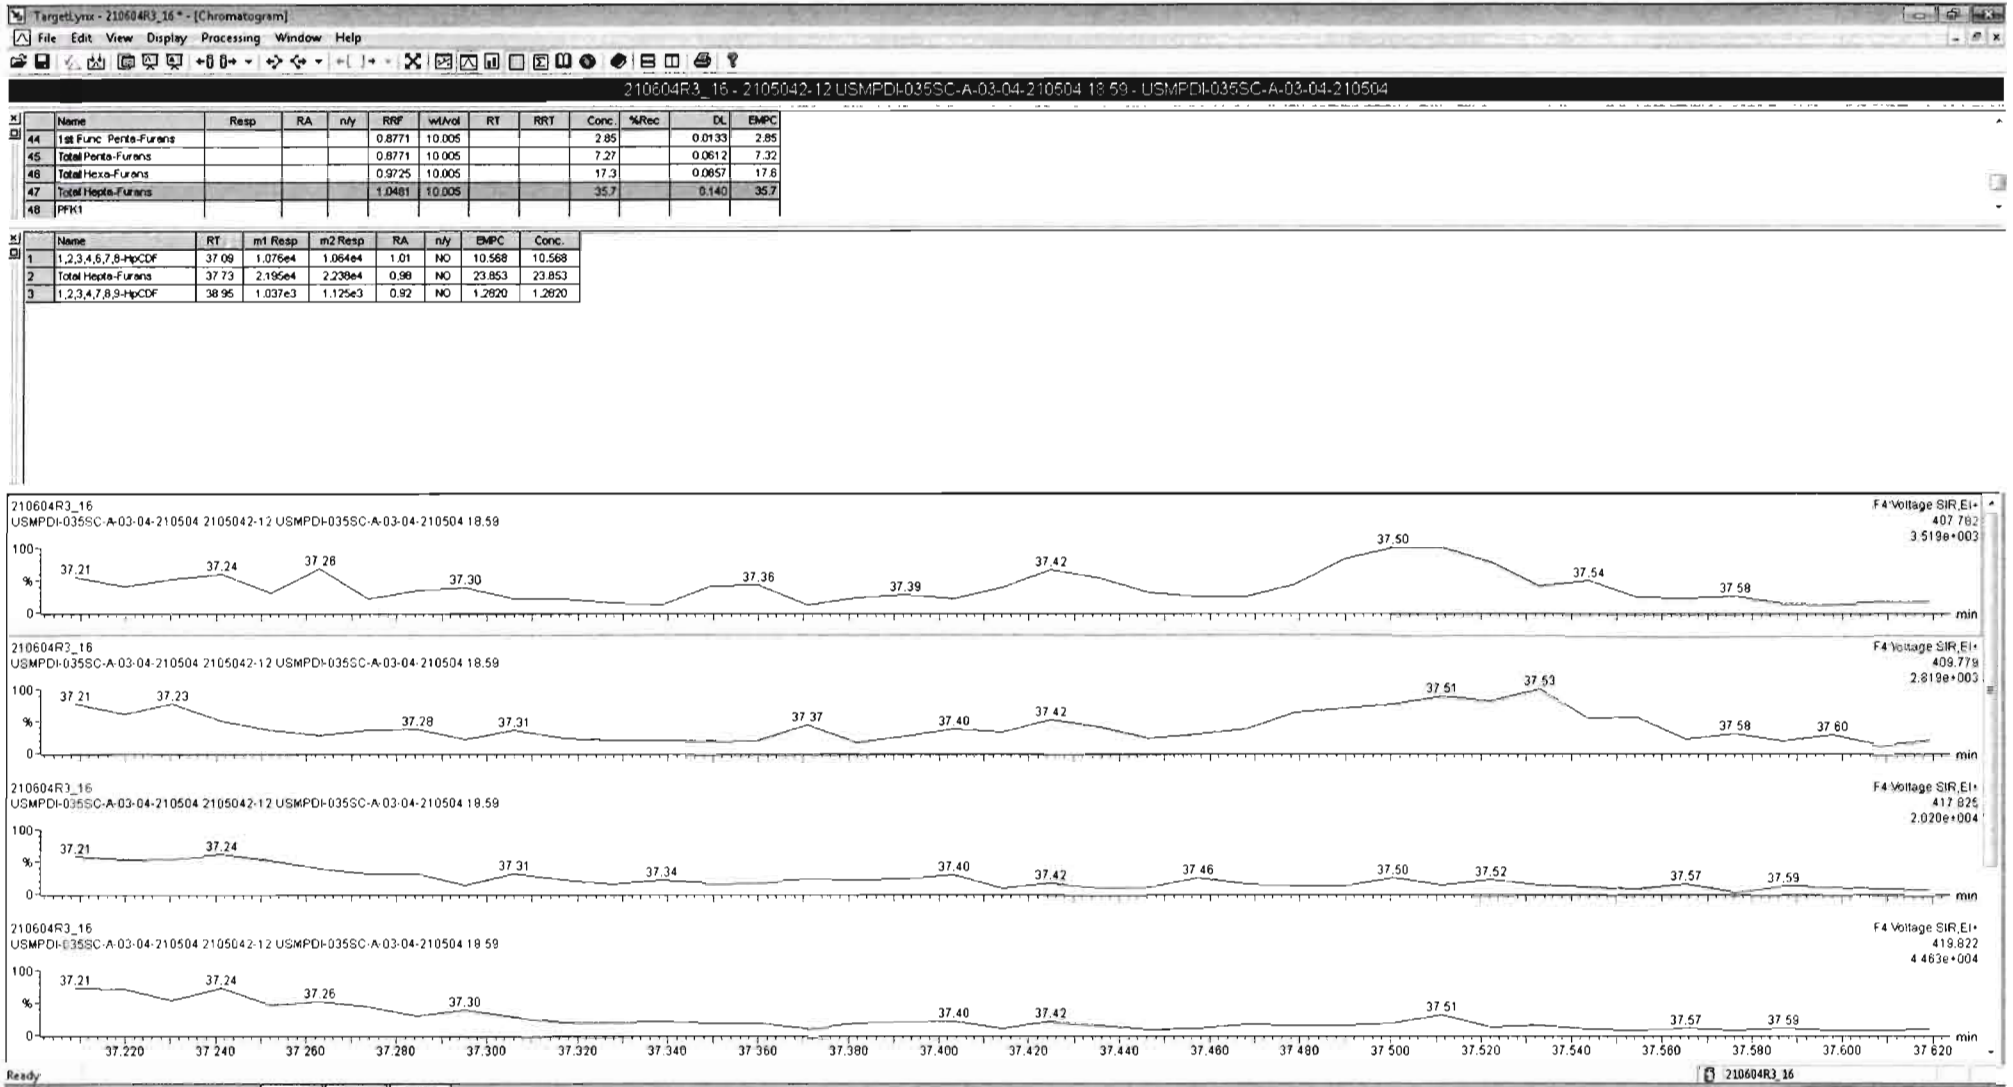 TargetLynx - 210604R3_16 * - [Chromatogram]
File Edit View Display Processing Window Help
210604R3_16 - 2105042-12 USMPDI-035SC-A-03-04-210504 18.59 - USMPDI-035SC-A-03-04-210504
Name Resp RA n/y RRF wt/vol RT RRT Conc. %Rec DL EMPC
44 1st Func Penta-Furans 0.8771 10.005 2.85 0.0133 2.85
45 Total Penta-Furans 0.8771 10.005 7.27 0.0612 7.32
46 Total Hexa-Furans 0.9725 10.005 17.3 0.0857 17.8
47 Total Hepta-Furans 1.0481 10.005 35.7 0.140 35.7
48 PFK1
Name RT m1 Resp m2 Resp RA n/y EMPC Conc.
1 1,2,3,4,6,7,8-HpCDF 37.09 1.076e4 1.064e4 1.01 NO 10.568 10.568
2 Total Hepta-Furans 37.73 2.195e4 2.238e4 0.98 NO 23.853 23.853
3 1,2,3,4,7,8,9-HpCDF 38.95 1.037e3 1.125e3 0.92 NO 1.2820 1.2820
210604R3_16 F4:Voltage SIR,EI+
USMPDI-035SC-A-03-04-210504 2105042-12 USMPDI-035SC-A-03-04-210504 18.59 407.782
3.519e+003
100 37.21 37.24 37.26 37.30 37.36 37.39 37.42 37.50 37.54 37.58
%
0 min
210604R3_16 F4:Voltage SIR,EI+
USMPDI-035SC-A-03-04-210504 2105042-12 USMPDI-035SC-A-03-04-210504 18.59 409.779
2.819e+003
100 37.21 37.23 37.28 37.31 37.37 37.40 37.42 37.51 37.53 37.58 37.60
%
0 min
210604R3_16 F4:Voltage SIR,EI+
USMPDI-035SC-A-03-04-210504 2105042-12 USMPDI-035SC-A-03-04-210504 18.59 417.825
2.020e+004
100 37.21 37.24 37.31 37.34 37.40 37.42 37.46 37.50 37.52 37.57 37.59
%
0 min
210604R3_16 F4:Voltage SIR,EI+
USMPDI-035SC-A-03-04-210504 2105042-12 USMPDI-035SC-A-03-04-210504 18.59 419.822
4.463e+004
100 37.21 37.24 37.26 37.30 37.40 37.42 37.51 37.57 37.59
%
0 min
37.220 37.240 37.260 37.280 37.300 37.320 37.340 37.360 37.380 37.400 37.420 37.440 37.460 37.480 37.500 37.520 37.540 37.560 37.580 37.600 37.620
Ready 210604R3_16